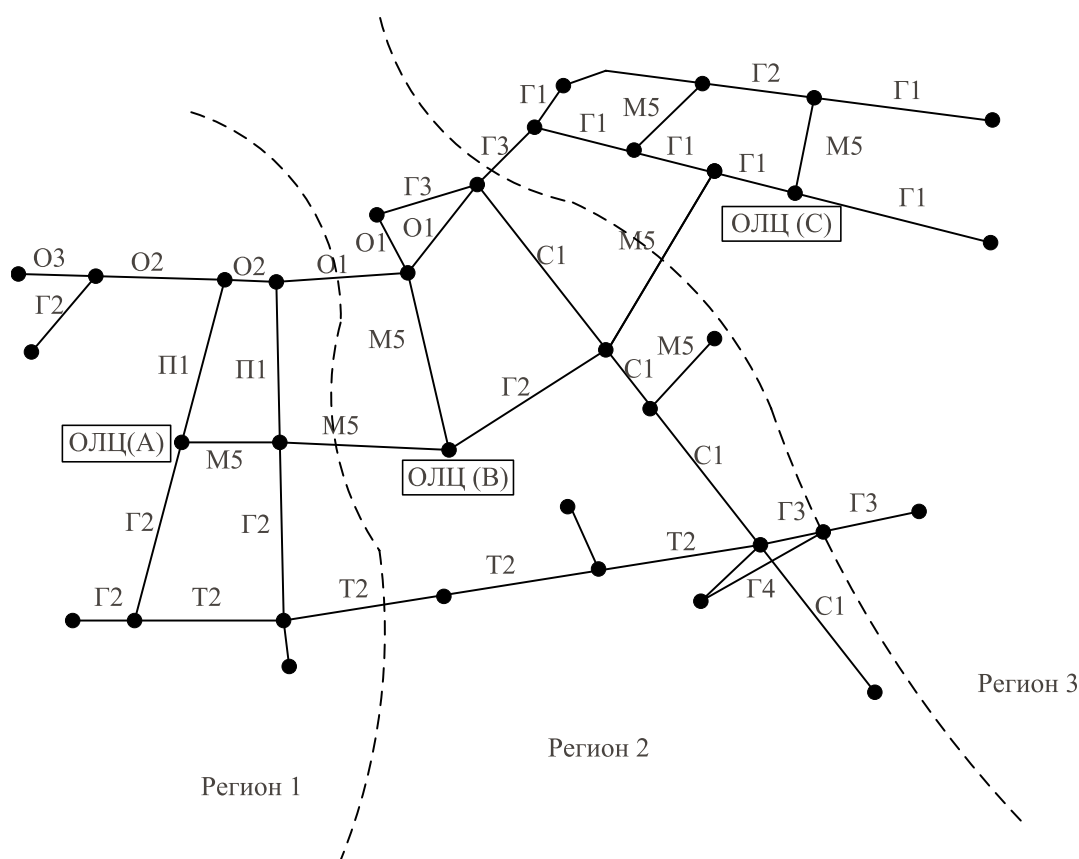 Г2
Г1
Г1
М5
Г1
Г3
Г1
Г1
М5
Г3
Г1
О1
О1
ОЛЦ (С)
М5
С1
О3
О2
О2
О1
Г2
М5
М5
П1
П1
С1
Г2
М5
ОЛЦ(А)
М5
С1
ОЛЦ (В)
Г2
Г2
Г3
Г3
Т2
Т2
Т2
Г4
Г2
Т2
С1
Регион 3
Регион 2
Регион 1